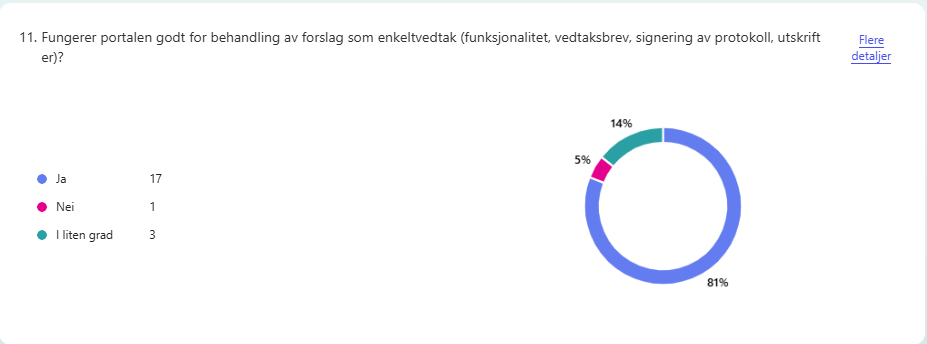 11. Fungerer portalen godt for behandling av forslag som enkeltvedtak (funksjonalitet, vedtaksbrev, signering av protokoll, utskrift
er)?
Flere
detaljer
Ja 17
Nei 1
I liten grad 3
14%
5%
81%